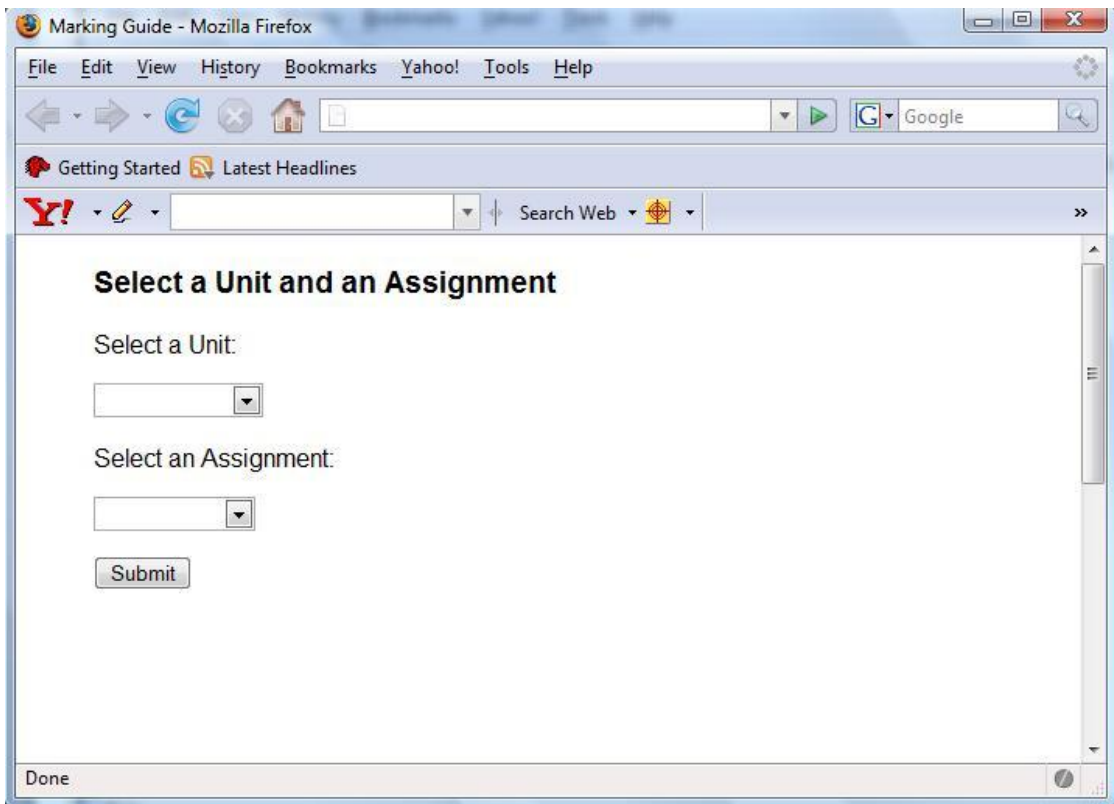 Marking Guide - Mozilla Firefox
File Edit View History Bookmarks Yahoo! Tools Help
G Google
Getting Started Latest Headlines
Y! Search Web »
Select a Unit and an Assignment
Select a Unit:
Select an Assignment:
Submit
Done